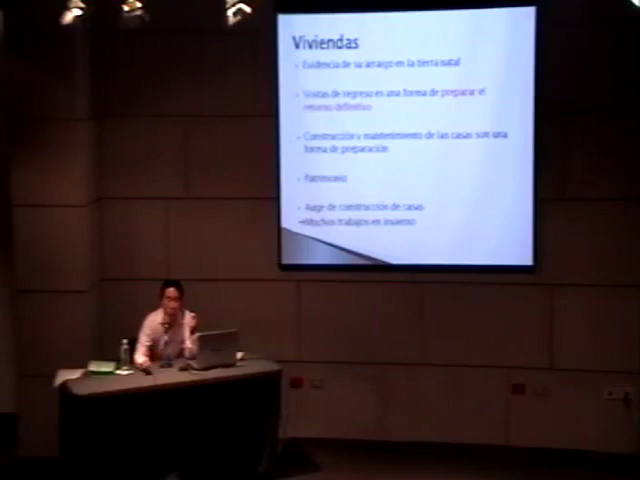 Viviendas
Evidencia de su arraigo en la tierra natal
Visitas de regreso es una forma de preparar el
retorno definitivo
Construcción y mantenimiento de las casas son una
forma de preparación
Patrimonio
Auge de construcción de casas
→Muchos trabajos en invierno